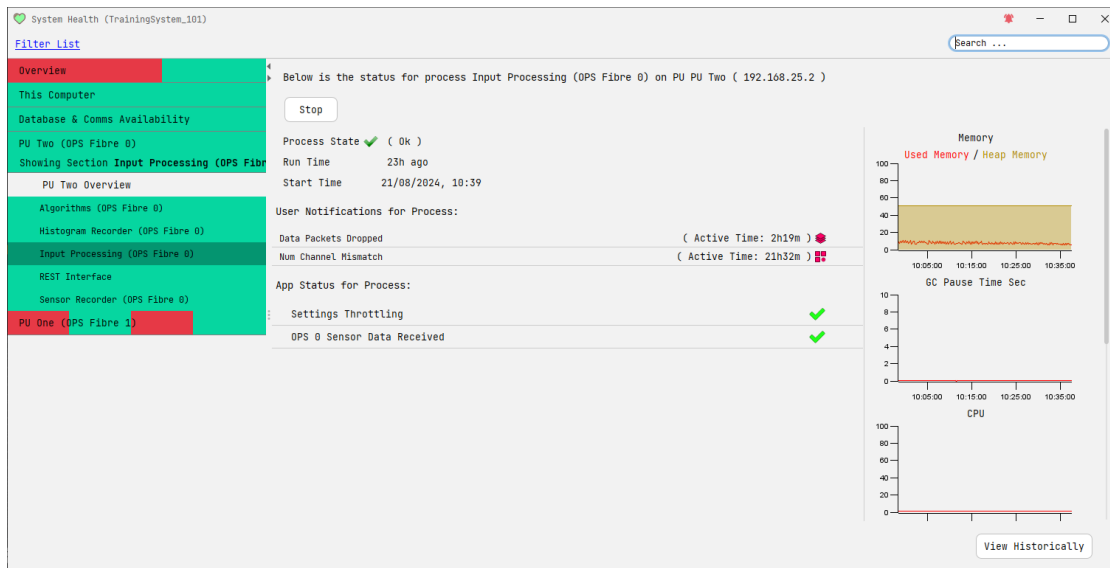 System Health (TrainingSystem_101)
Filter List
Search ...
Overview
This Computer
Database & Comms Availability
PU Two (OPS Fibre 0)
Showing Section Input Processing (OPS Fibr
PU Two Overview
Algorithms (OPS Fibre 0)
Histogram Recorder (OPS Fibre 0)
Input Processing (OPS Fibre 0)
REST Interface
Sensor Recorder (OPS Fibre 0)
PU One (OPS Fibre 1)
Below is the status for process Input Processing (OPS Fibre 0) on PU PU Two ( 192.168.25.2 )
Stop
Process State ( Ok )
Run Time 23h ago
Start Time 21/08/2024, 10:39
User Notifications for Process:
Data Packets Dropped ( Active Time: 2h19m )
Num Channel Mismatch ( Active Time: 21h32m )
App Status for Process:
Settings Throttling
OPS 0 Sensor Data Received
Memory
Used Memory / Heap Memory
100
80
60
40
20
0
10:05:00 10:15:00 10:25:00 10:35:00
GC Pause Time Sec
10
8
6
4
2
0
10:05:00 10:15:00 10:25:00 10:35:00
CPU
100
80
60
40
20
0
View Historically